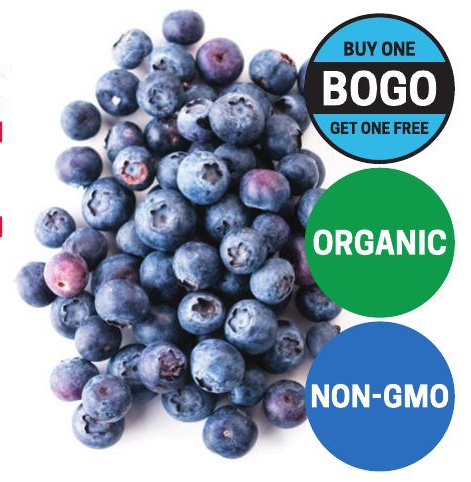 BUY ONE
BOGO
GET ONE FREE
ORGANIC
NON-GMO